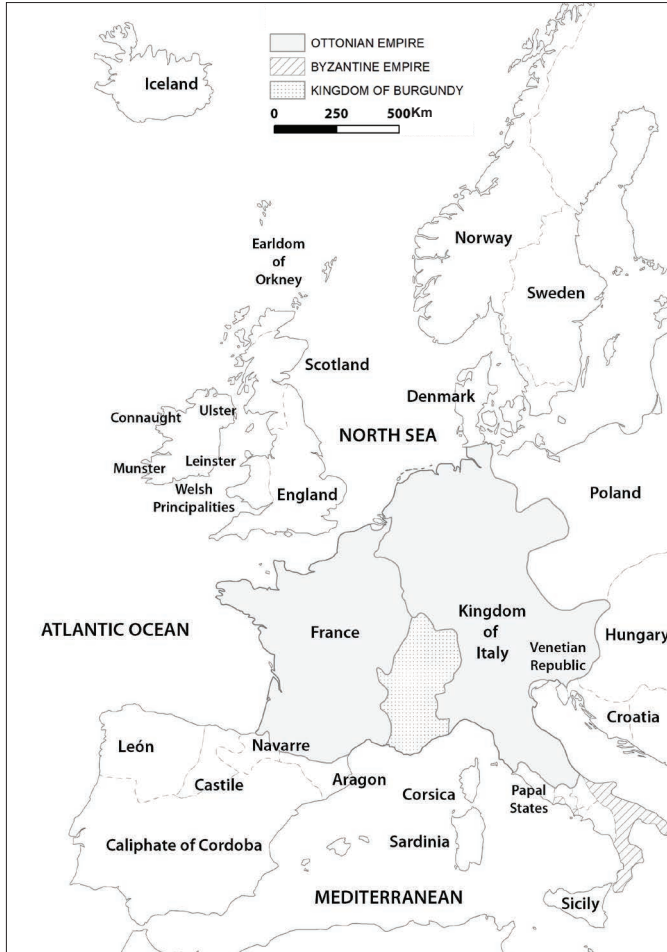 OTTONIAN EMPIRE
BYZANTINE EMPIRE
KINGDOM OF BURGUNDY
0 250 500Km
Iceland
Earldom
of
Orkney
Norway
Sweden
Scotland
Denmark
Connaught
Ulster
NORTH SEA
Munster
Leinster
Welsh
Principalities
England
Poland
ATLANTIC OCEAN
France
Kingdom
of
Italy
Venetian
Republic
Hungary
León
Navarre
Croatia
Castile
Aragon
Corsica
Papal
States
Caliphate of Cordoba
Sardinia
MEDITERRANEAN
Sicily